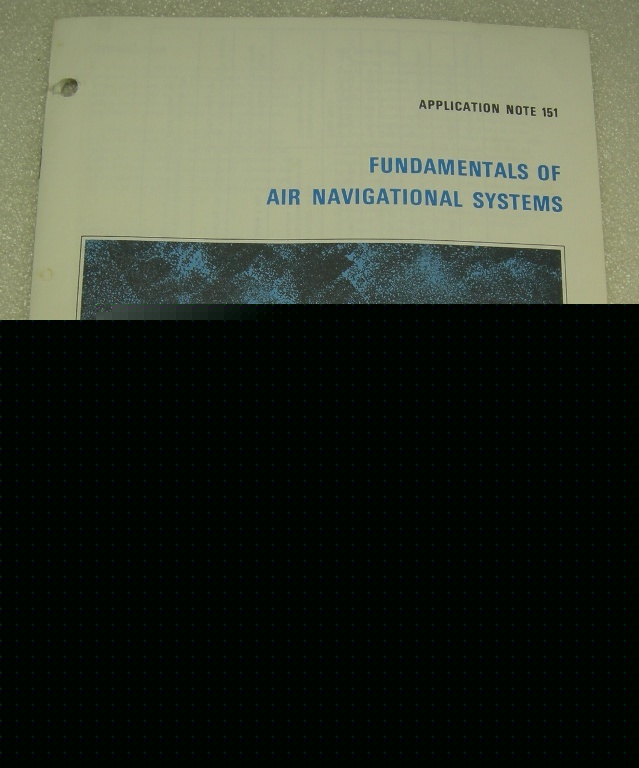 APPLICATION NOTE 151
FUNDAMENTALS OF
AIR NAVIGATIONAL SYSTEMS